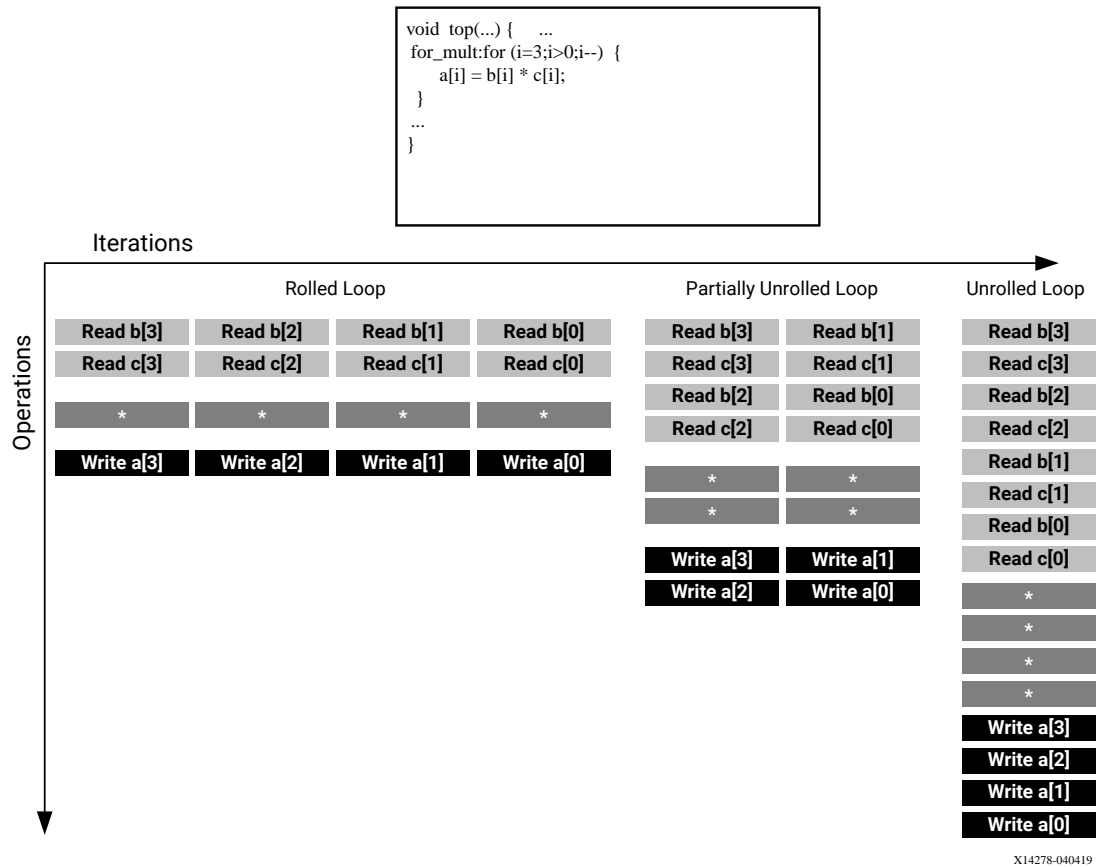 void top(...) { ...
for_mult:for (i=3;i>0;i--) {
a[i] = b[i] * c[i];
}
...
}
Iterations
Operations
Rolled Loop
Partially Unrolled Loop
Unrolled Loop
Read b[3] Read b[2] Read b[1] Read b[0]
Read c[3] Read c[2] Read c[1] Read c[0]
* * * *
Write a[3] Write a[2] Write a[1] Write a[0]
Read b[3] Read b[1]
Read c[3] Read c[1]
Read b[2] Read b[0]
Read c[2] Read c[0]
* *
* *
Write a[3] Write a[1]
Write a[2] Write a[0]
Read b[3]
Read c[3]
Read b[2]
Read c[2]
Read b[1]
Read c[1]
Read b[0]
Read c[0]
*
*
*
*
Write a[3]
Write a[2]
Write a[1]
Write a[0]
X14278-040419